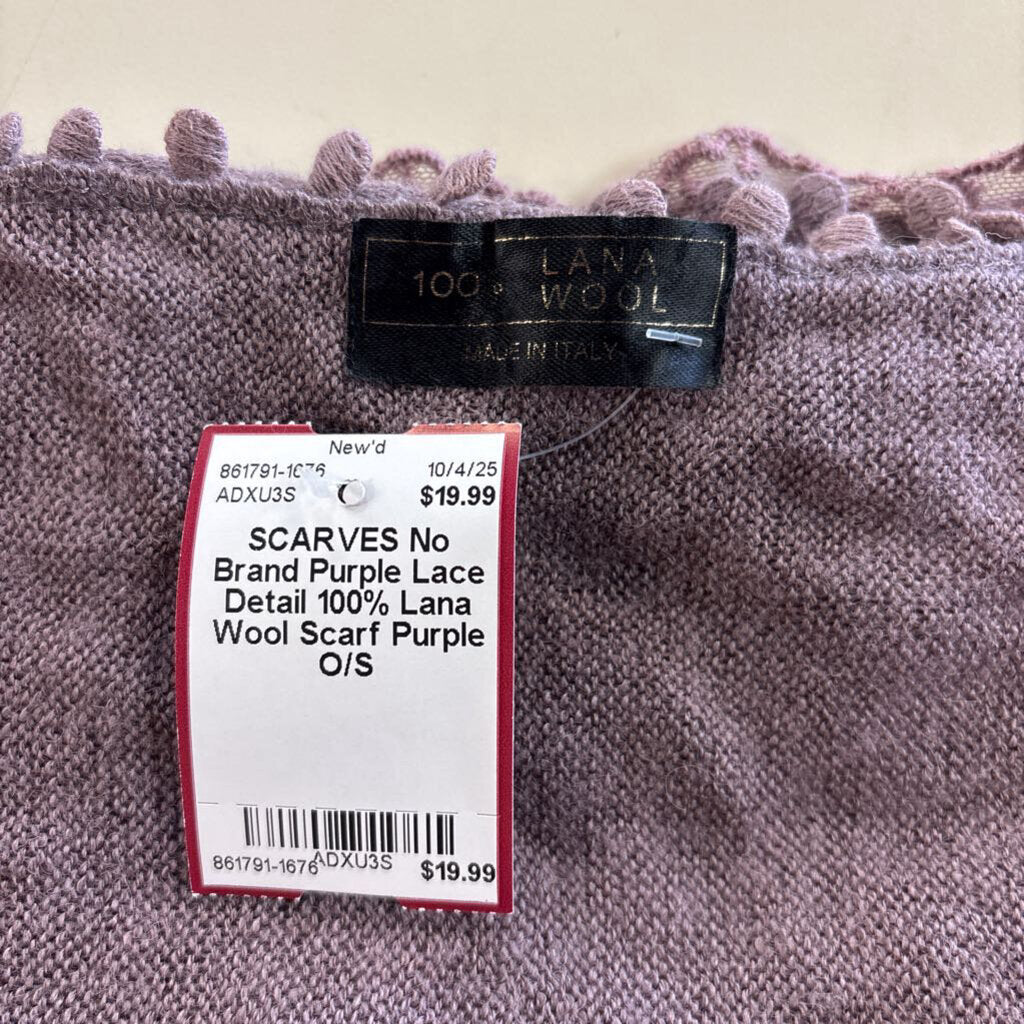 100% LANA
WOOL
MADE IN ITALY
New'd
861791-1676 10/4/25
ADXU3S $19.99
SCARVES No
Brand Purple Lace
Detail 100% Lana
Wool Scarf Purple
O/S
861791-1676 ADXU3S $19.99